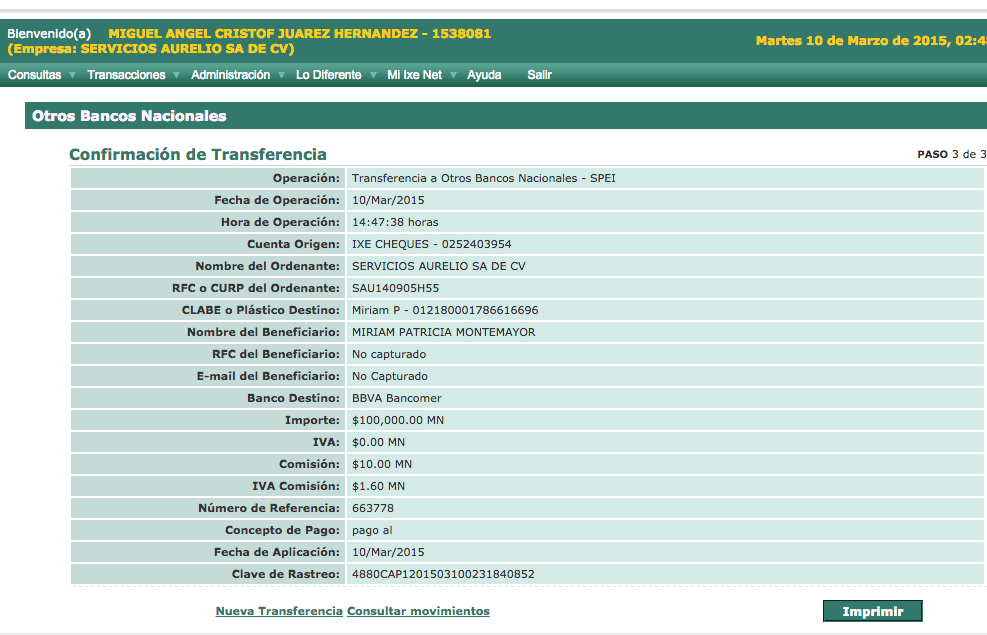 Bienvenido(a) MIGUEL ANGEL CRISTOF JUAREZ HERNANDEZ - 1538081
(Empresa: SERVICIOS AURELIO SA DE CV)
Martes 10 de Marzo de 2015, 02:4
Consultas Transacciones Administración Lo Diferente Mi Ixe Net Ayuda Salir
Otros Bancos Nacionales
Confirmación de Transferencia PASO 3 de 3
Operación: Transferencia a Otros Bancos Nacionales - SPEI
Fecha de Operación: 10/Mar/2015
Hora de Operación: 14:47:38 horas
Cuenta Origen: IXE CHEQUES - 0252403954
Nombre del Ordenante: SERVICIOS AURELIO SA DE CV
RFC o CURP del Ordenante: SAU140905H55
CLABE o Plástico Destino: Miriam P - 012180001786616696
Nombre del Beneficiario: MIRIAM PATRICIA MONTEMAYOR
RFC del Beneficiario: No capturado
E-mail del Beneficiario: No Capturado
Banco Destino: BBVA Bancomer
Importe: $100,000.00 MN
IVA: $0.00 MN
Comisión: $10.00 MN
IVA Comisión: $1.60 MN
Número de Referencia: 663778
Concepto de Pago: pago al
Fecha de Aplicación: 10/Mar/2015
Clave de Rastreo: 4880CAP1201503100231840852
Nueva Transferencia Consultar movimientos Imprimir